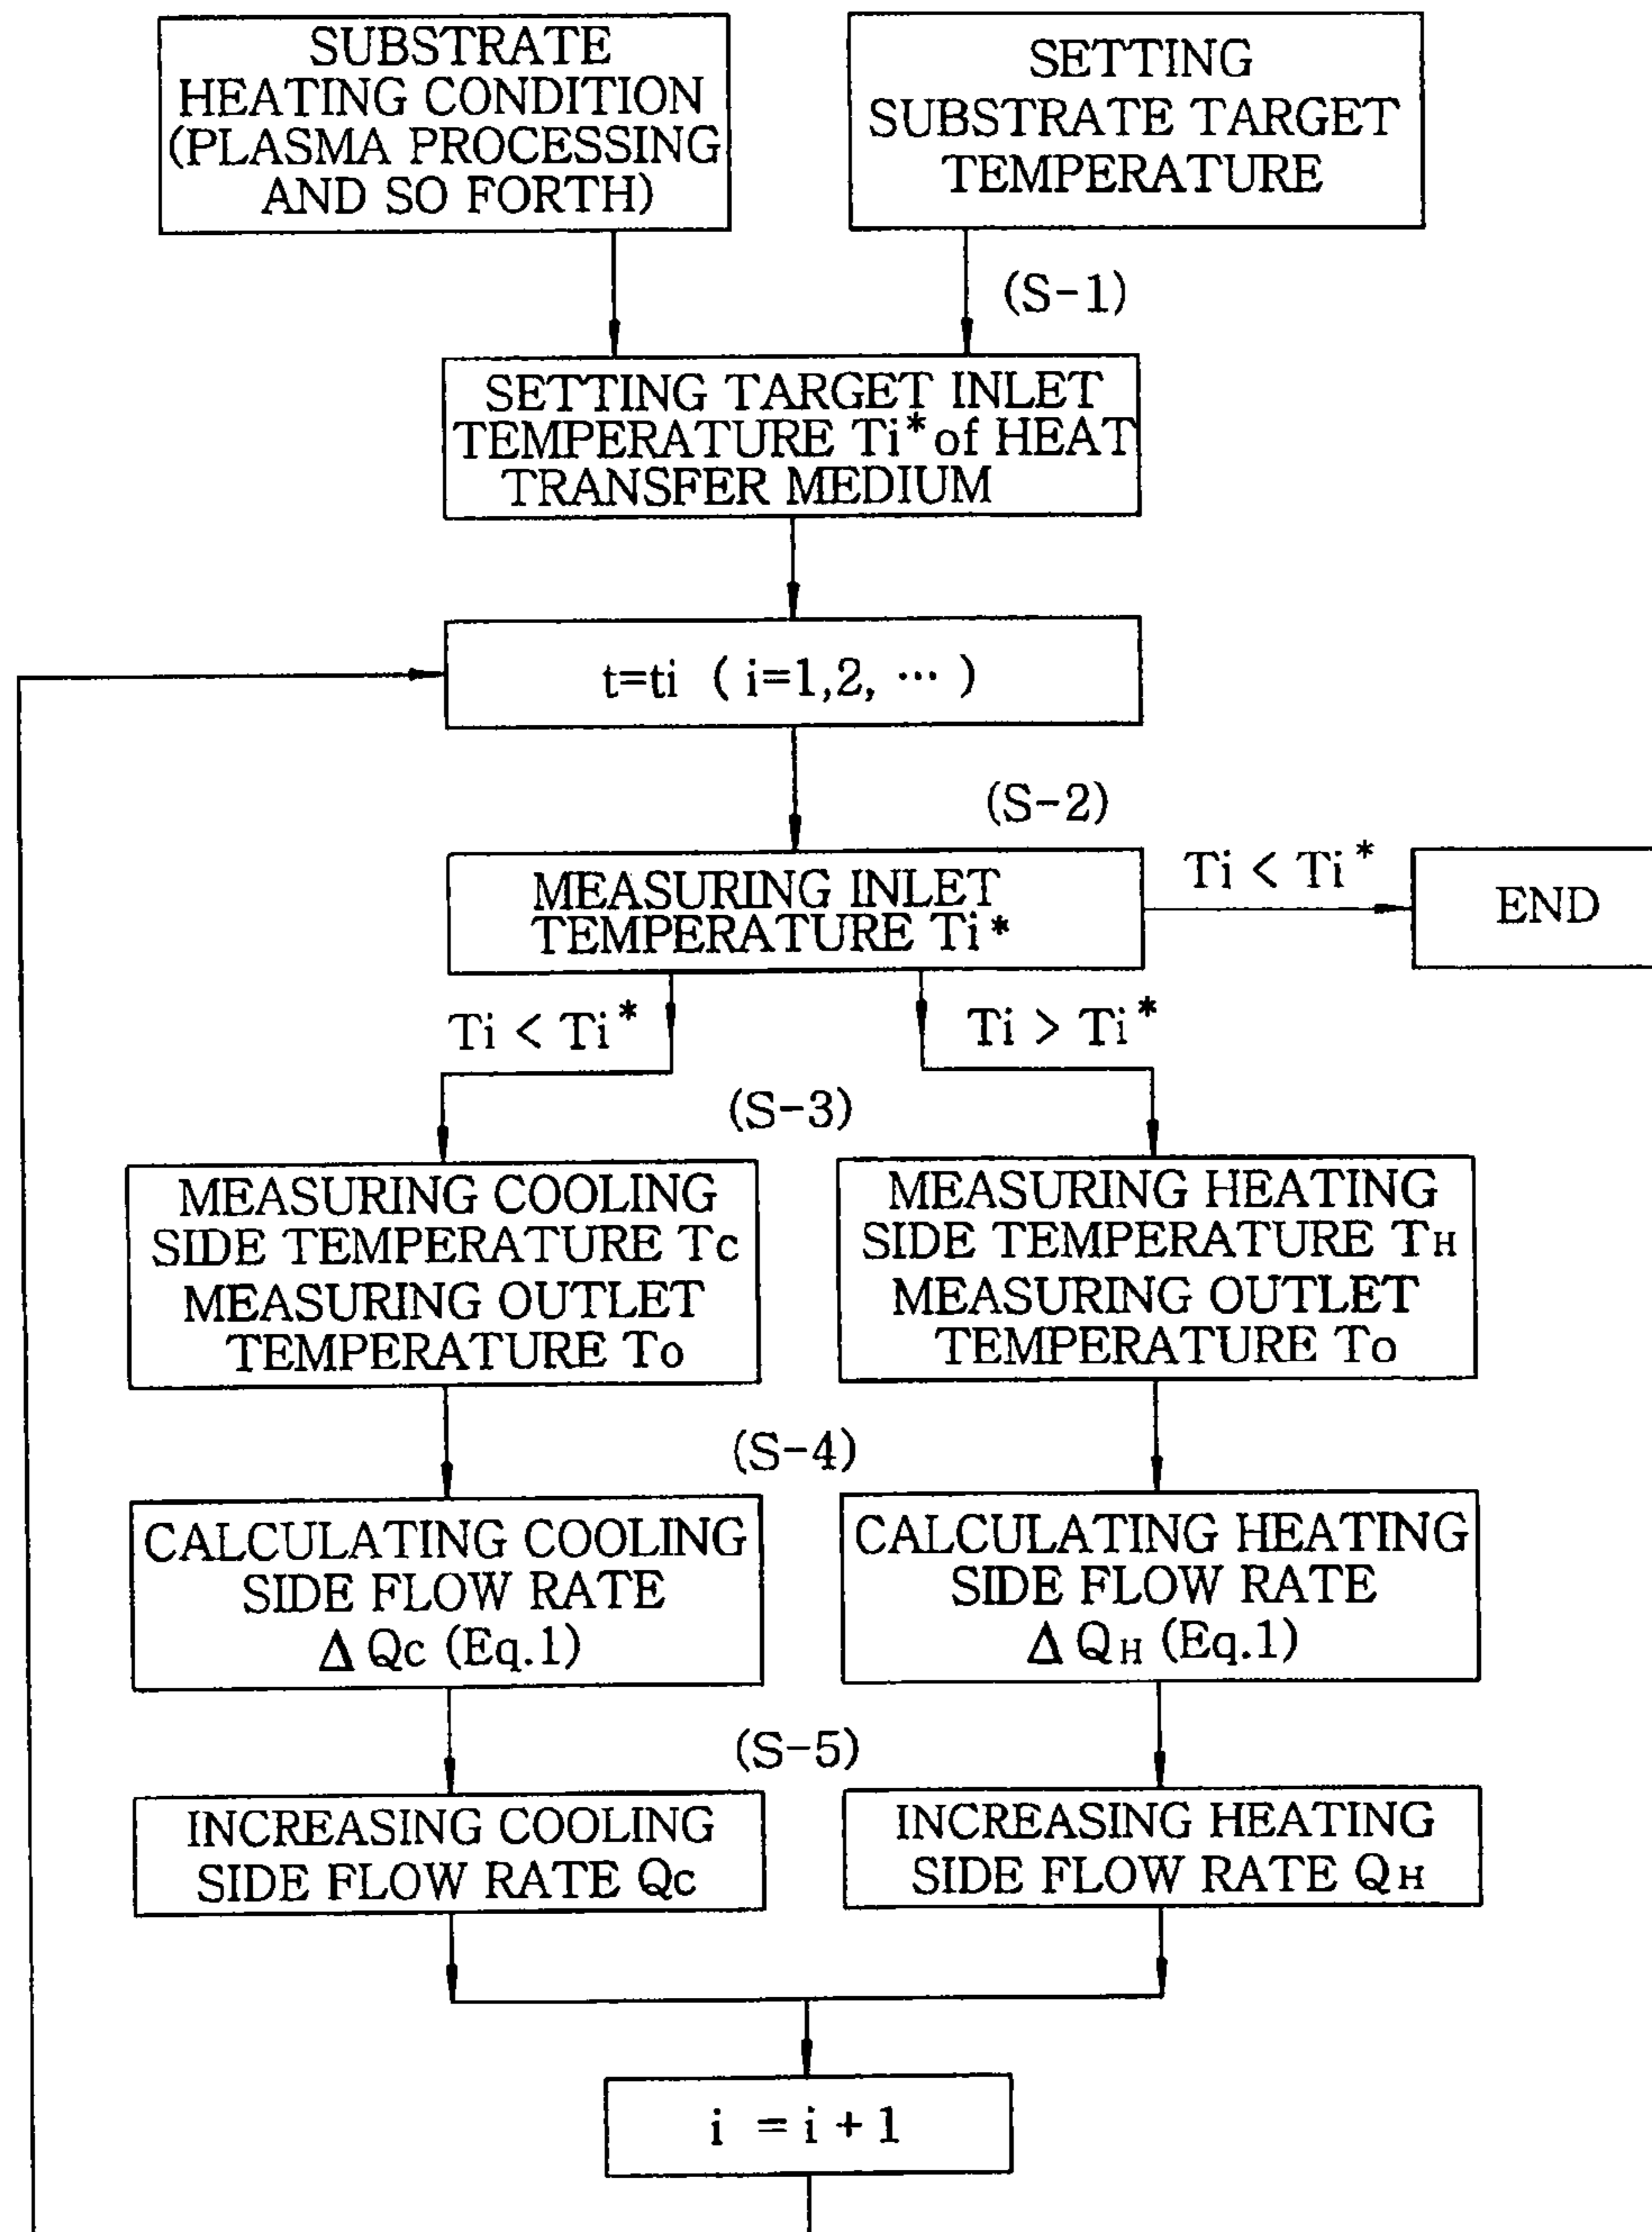 SUBSTRATE
HEATING CONDITION
(PLASMA PROCESSING
AND SO FORTH)
SETTING
SUBSTRATE TARGET
TEMPERATURE
(S-1)
SETTING TARGET INLET
TEMPERATURE Ti* of HEAT
TRANSFER MEDIUM
t=ti ( i=1,2, ⋯ )
(S-2)
MEASURING INLET
TEMPERATURE Ti*
Ti < Ti*
END
Ti < Ti*
Ti > Ti*
(S-3)
MEASURING COOLING
SIDE TEMPERATURE Tc
MEASURING OUTLET
TEMPERATURE To
MEASURING HEATING
SIDE TEMPERATURE TH
MEASURING OUTLET
TEMPERATURE To
(S-4)
CALCULATING COOLING
SIDE FLOW RATE
Δ Qc (Eq.1)
CALCULATING HEATING
SIDE FLOW RATE
Δ QH (Eq.1)
(S-5)
INCREASING COOLING
SIDE FLOW RATE Qc
INCREASING HEATING
SIDE FLOW RATE QH
i = i + 1